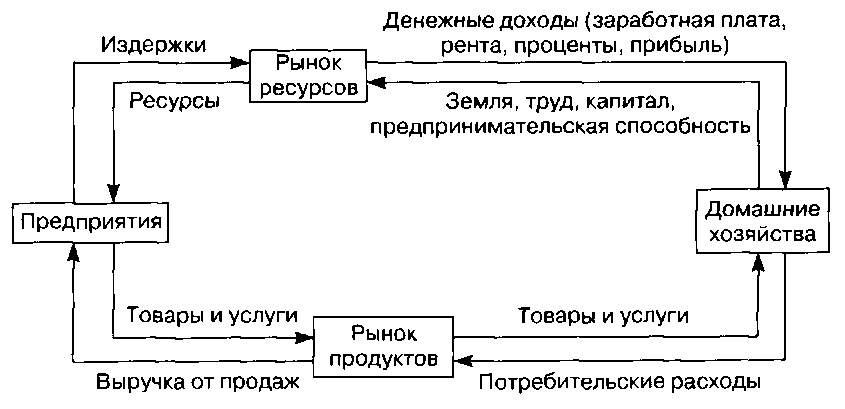 Денежные доходы (заработная плата,
рента, проценты, прибыль)
Издержки
Рынок
ресурсов
Ресурсы
Земля, труд, капитал,
предпринимательская способность
Предприятия
Домашние
хозяйства
Товары и услуги
Рынок
продуктов
Товары и услуги
Выручка от продаж
Потребительские расходы